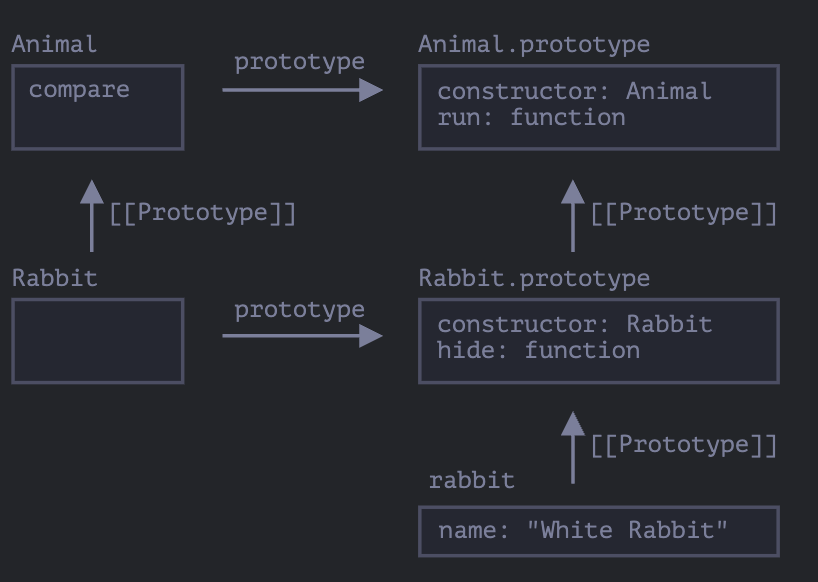 Animal
prototype
Animal.prototype
compare
constructor: Animal
run: function
[[Prototype]]
[[Prototype]]
Rabbit
prototype
Rabbit.prototype
constructor: Rabbit
hide: function
[[Prototype]]
rabbit
name: "White Rabbit"